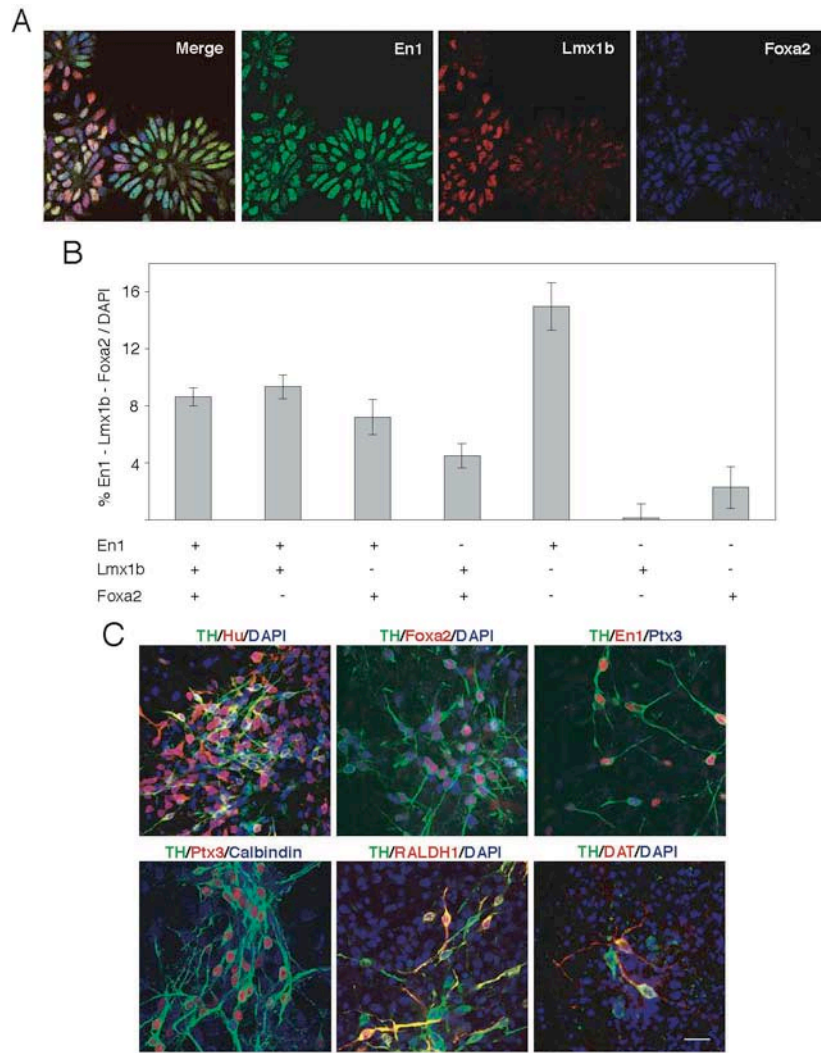 A
Merge
En1
Lmx1b
Foxa2
B
% En1 - Lmx1b - Foxa2 / DAPI
16
12
8
4
En1 + + + - + - -
Lmx1b + + - + - + -
Foxa2 + - + + - - +
C
TH/Hu/DAPI
TH/Foxa2/DAPI
TH/En1/Ptx3
TH/Ptx3/Calbindin
TH/RALDH1/DAPI
TH/DAT/DAPI